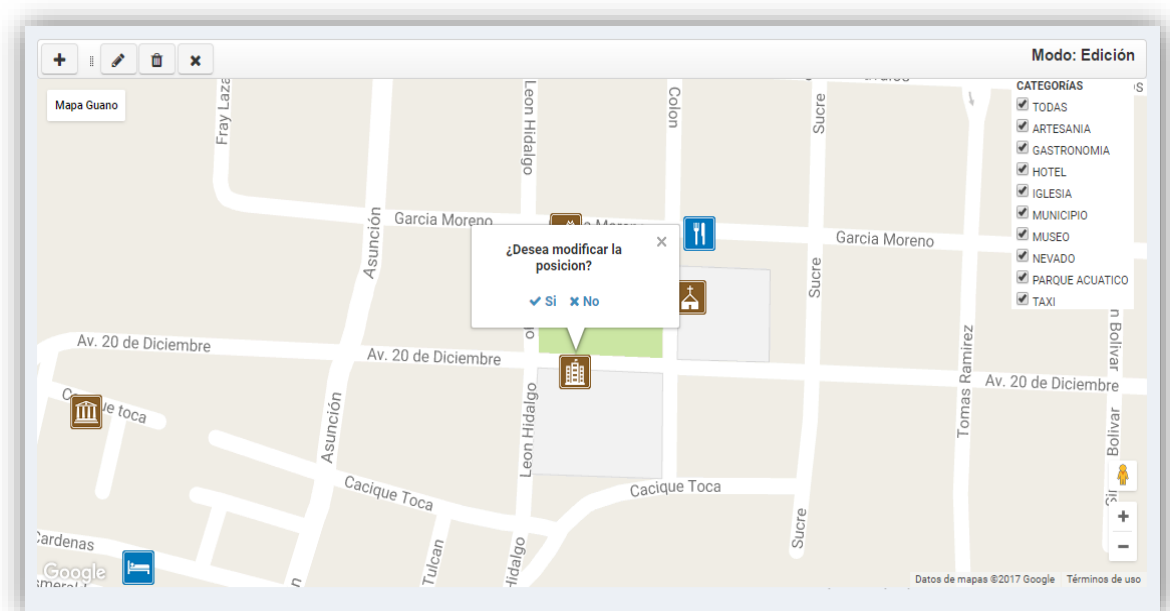 Modo: Edición
Mapa Guano
CATEGORÍAS
TODAS
ARTESANIA
GASTRONOMIA
HOTEL
IGLESIA
MUNICIPIO
MUSEO
NEVADO
PARQUE ACUATICO
TAXI
Fray Laza
Leon Hidalgo
Colon
Sucre
Asunción
Garcia Moreno
Garcia Moreno
Sucre
¿Desea modificar la
posicion?
Si No
Av. 20 de Diciembre
Av. 20 de Diciembre
Av. 20 de Diciembre
Tomas Ramirez
n Bolivar
Bolivar
toca
Asunción
Leon Hidalgo
Cacique Toca
Cacique Toca
Sucre
Tulcan
Hidalgo
Cardenas
Google
Datos de mapas ©2017 Google Términos de uso